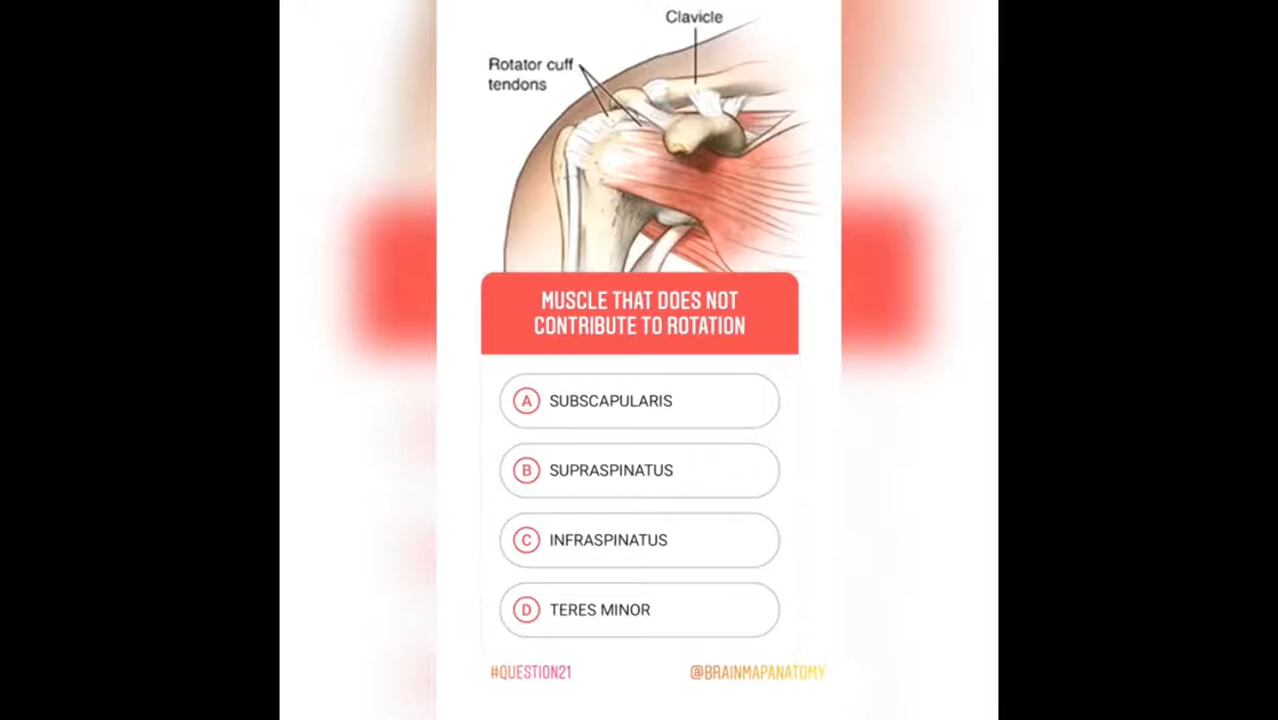 Clavicle
Rotator cuff
tendons
MUSCLE THAT DOES NOT
CONTRIBUTE TO ROTATION
A SUBSCAPULARIS
B SUPRASPINATUS
C INFRASPINATUS
D TERES MINOR
#QUESTION21 @BRAINMAPANATOMY